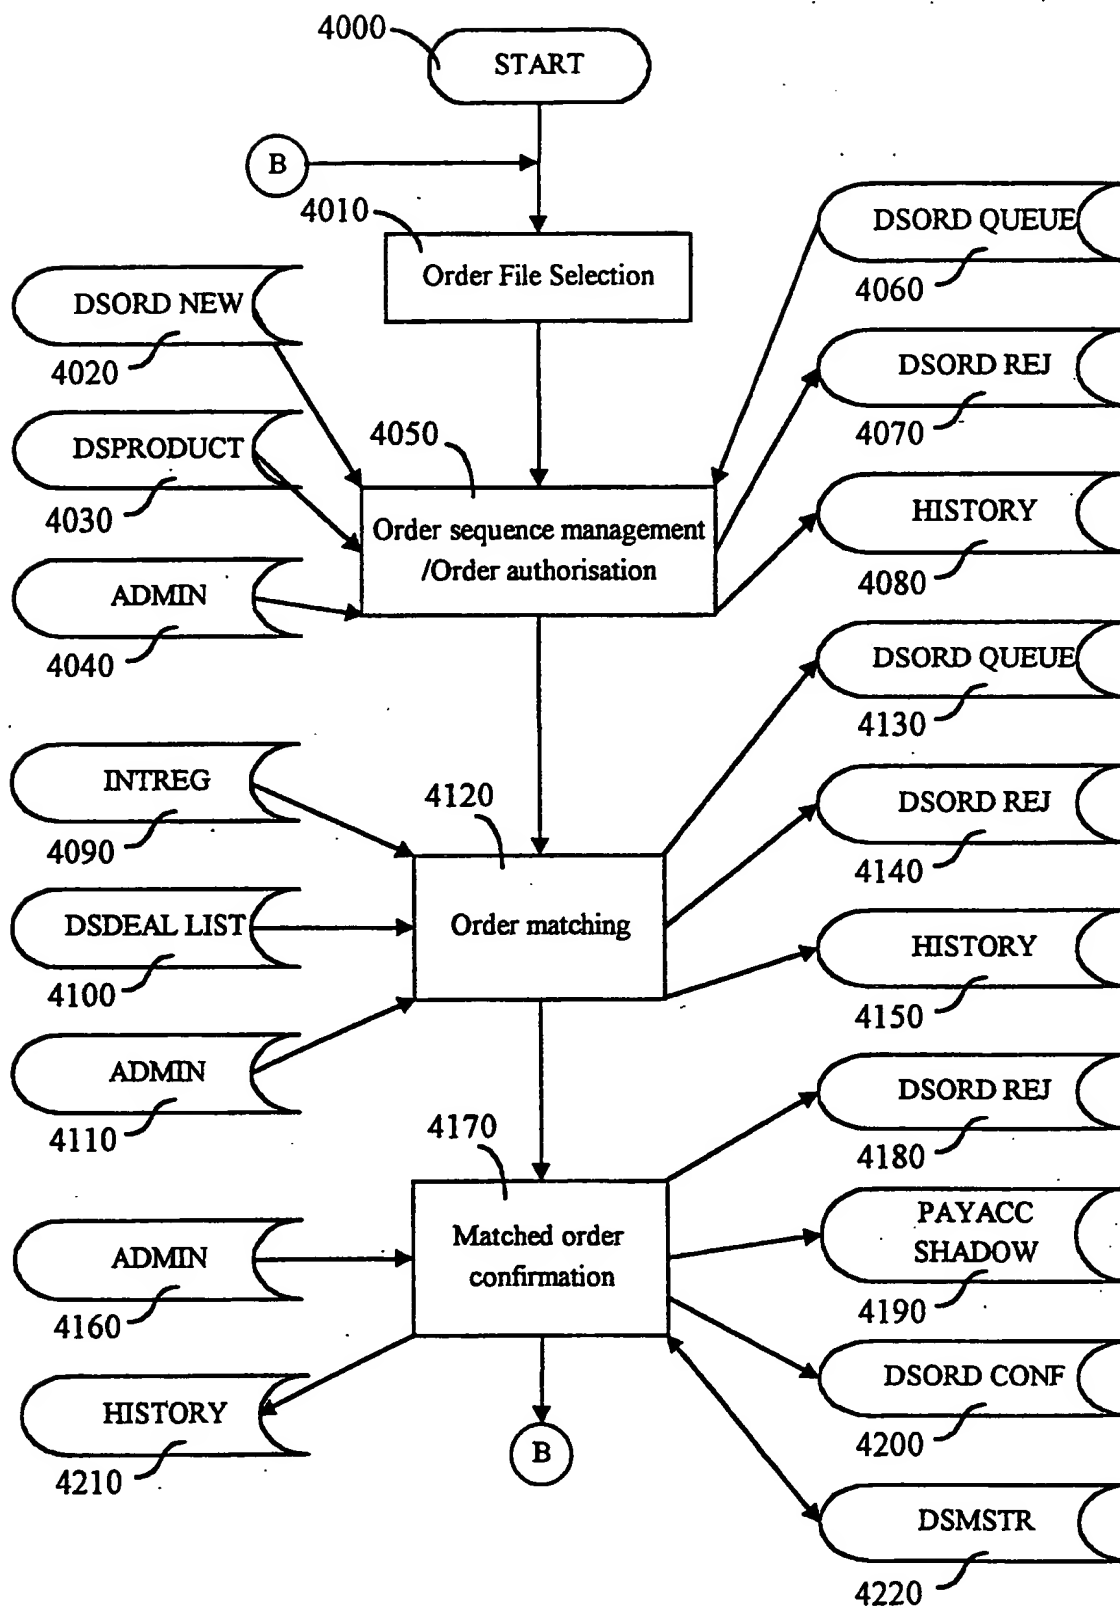 4000
START
B
4010
Order File Selection
DSORD QUEUE
4060
DSORD NEW
4020
DSORD REJ
4070
DSPRODUCT
4030
4050
Order sequence management
/Order authorisation
HISTORY
4080
ADMIN
4040
DSORD QUEUE
4130
INTREG
4090
4120
DSORD REJ
4140
DSDEAL LIST
4100
Order matching
HISTORY
4150
ADMIN
4110
DSORD REJ
4180
4170
Matched order
confirmation
PAYACC
SHADOW
4190
ADMIN
4160
DSORD CONF
4200
HISTORY
4210
B
DSMSTR
4220